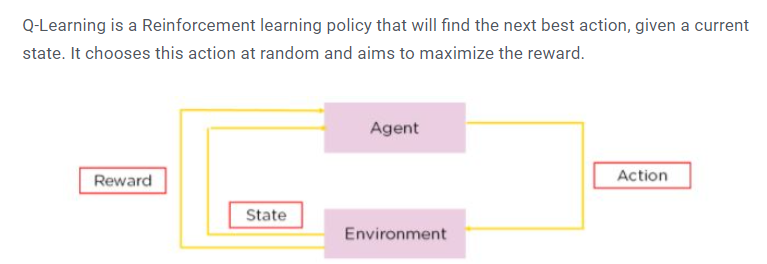 Q-Learning is a Reinforcement learning policy that will find the next best action, given a current
state. It chooses this action at random and aims to maximize the reward.
Agent
Reward
Action
State
Environment